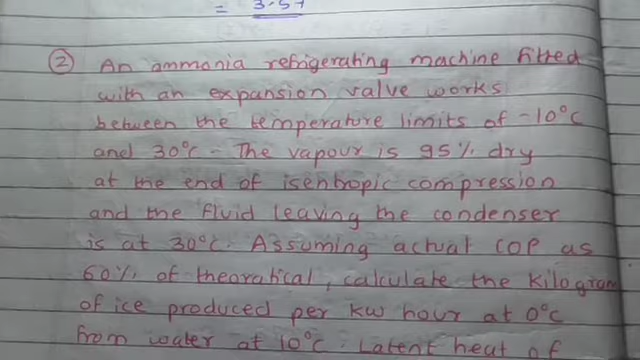 = 3.57
② An ammonia refrigerating machine fitted
with an expansion valve works
between the temperature limits of -10°C
and 30°C - The vapour is 95% dry
at the end of isentropic compression
and the fluid leaving the condenser
is at 30°C. Assuming actual COP as
60% of theoratical, calculate the kilogram
of ice produced per kw hour at 0°C
from water at 10°C. Latent heat of